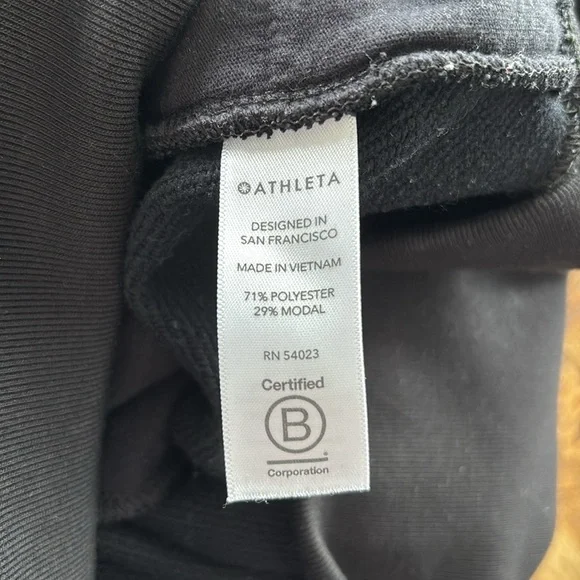 ATHLETA
DESIGNED IN
SAN FRANCISCO
MADE IN VIETNAM
71% POLYESTER
29% MODAL
RN 54023
Certified
B
Corporation